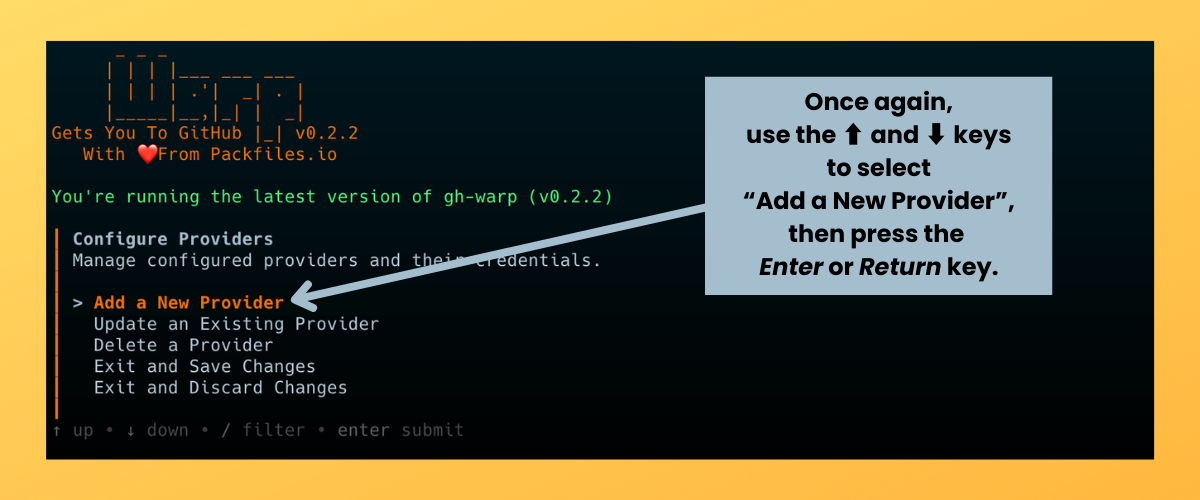 Warp
Gets You To GitHub |_| v0.2.2
With ❤️From Packfiles.io
You're running the latest version of gh-warp (v0.2.2)
Configure Providers
Manage configured providers and their credentials.
> Add a New Provider
Update an Existing Provider
Delete a Provider
Exit and Save Changes
Exit and Discard Changes
↑ up • ↓ down • / filter • enter submit
Once again,
use the ⬆ and ⬇ keys
to select
“Add a New Provider”,
then press the
Enter or Return key.